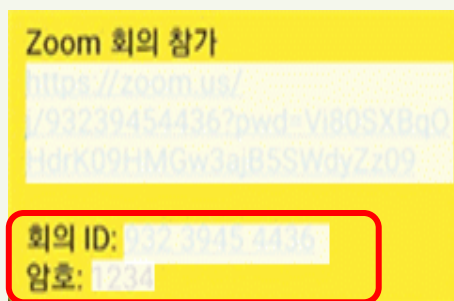 Zoom 회의 참가
https://zoom.us/
j/93239454436?pwd=Vi80SXBqO
HdrK09HMGw3ajB5SWdyZz09
회의 ID: 932 3945 4436
암호: 1234